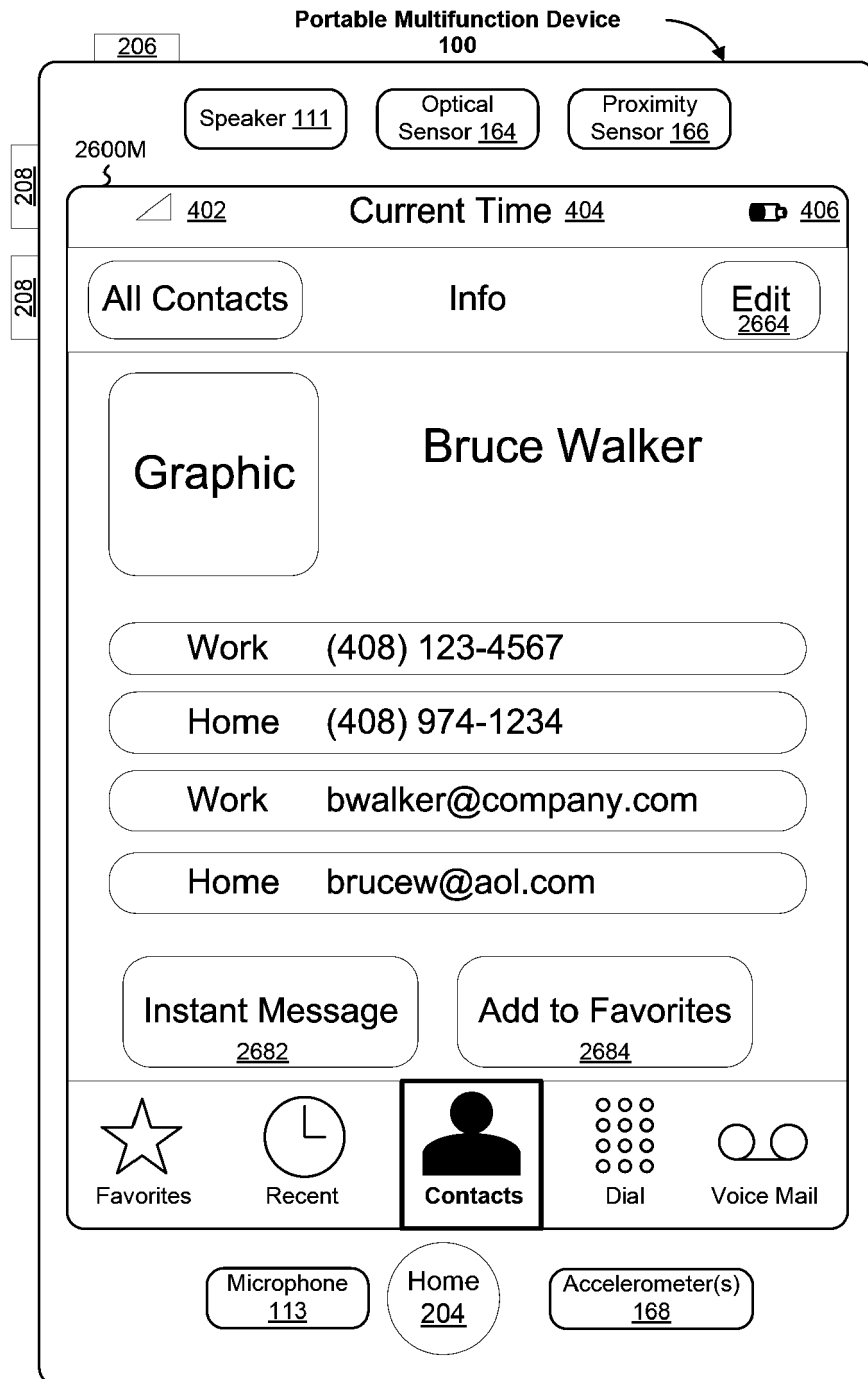 Portable Multifunction Device
100
206
Speaker 111
Optical
Sensor 164
Proximity
Sensor 166
2600M
208
208
402
Current Time 404
406
All Contacts
Info
Edit
2664
Graphic
Bruce Walker
Work (408) 123-4567
Home (408) 974-1234
Work bwalker@company.com
Home brucew@aol.com
Instant Message
2682
Add to Favorites
2684
Favorites
Recent
Contacts
Dial
Voice Mail
Microphone
113
Home
204
Accelerometer(s)
168